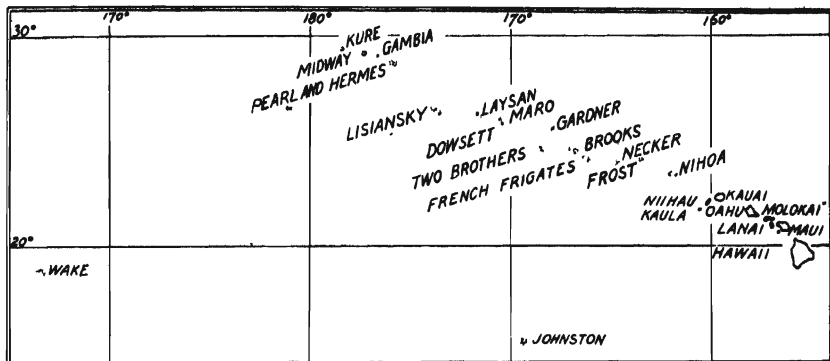 170° 180° 170° 160°
30°
KURE
MIDWAY GAMBIA
PEARL AND HERMES
LISIANSKY LAYSAN
DOWSETT MARO
GARDNER
TWO BROTHERS BROOKS
FRENCH FRIGATES NECKER
FROST NIHOA
NIIHAU KAUAI
KAULA OAHU MOLOKAI
LANAI MAUI
20°
HAWAII
WAKE
JOHNSTON